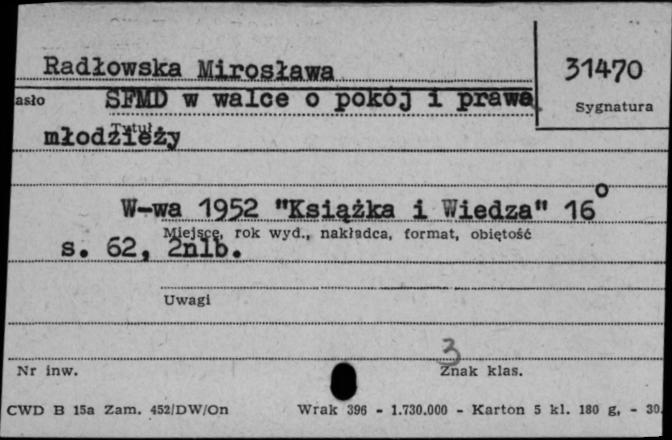 Radłowska Mirosława
31470
asło SFMD w walce o pokój i prawa
Sygnatura
Tytuł
młodzieży
W-wa 1952 "Książka i Wiedza" 16°
Miejsce, rok wyd., nakładca, format, objętość
s. 62, 2nlb.
Uwagi
3
Nr inw. Znak klas.
CWD B 15a Zam. 452/DW/On Wrak 396 - 1.730.000 - Karton 5 kl. 180 g, - 30.